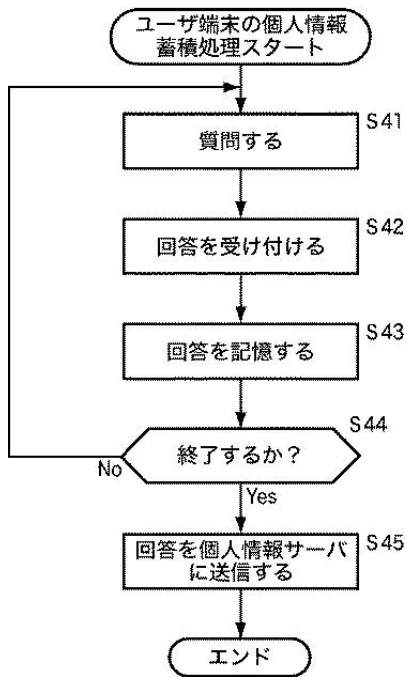 ユーザ端末の個人情報
蓄積処理スタート
S41
質問する
S42
回答を受け付ける
S43
回答を記憶する
S44
終了するか？
No
Yes
S45
回答を個人情報サーバ
に送信する
エンド